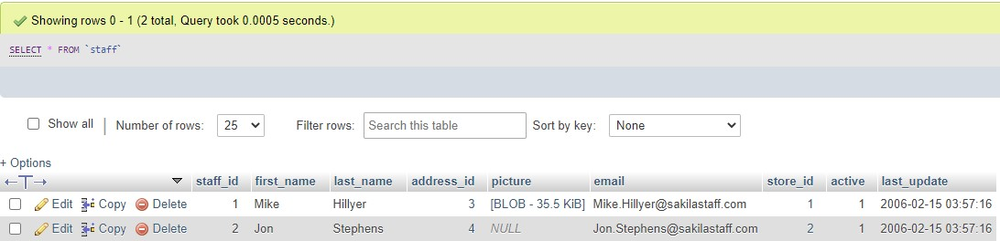 Showing rows 0 - 1 (2 total, Query took 0.0005 seconds.)
SELECT * FROM `staff`
Show all | Number of rows: 25 Filter rows: Search this table Sort by key: None
+ Options
←T→ staff_id first_name last_name address_id picture email store_id active last_update
Edit Copy Delete 1 Mike Hillyer 3 [BLOB - 35.5 KiB] Mike.Hillyer@sakilastaff.com 1 1 2006-02-15 03:57:16
Edit Copy Delete 2 Jon Stephens 4 NULL Jon.Stephens@sakilastaff.com 2 1 2006-02-15 03:57:16